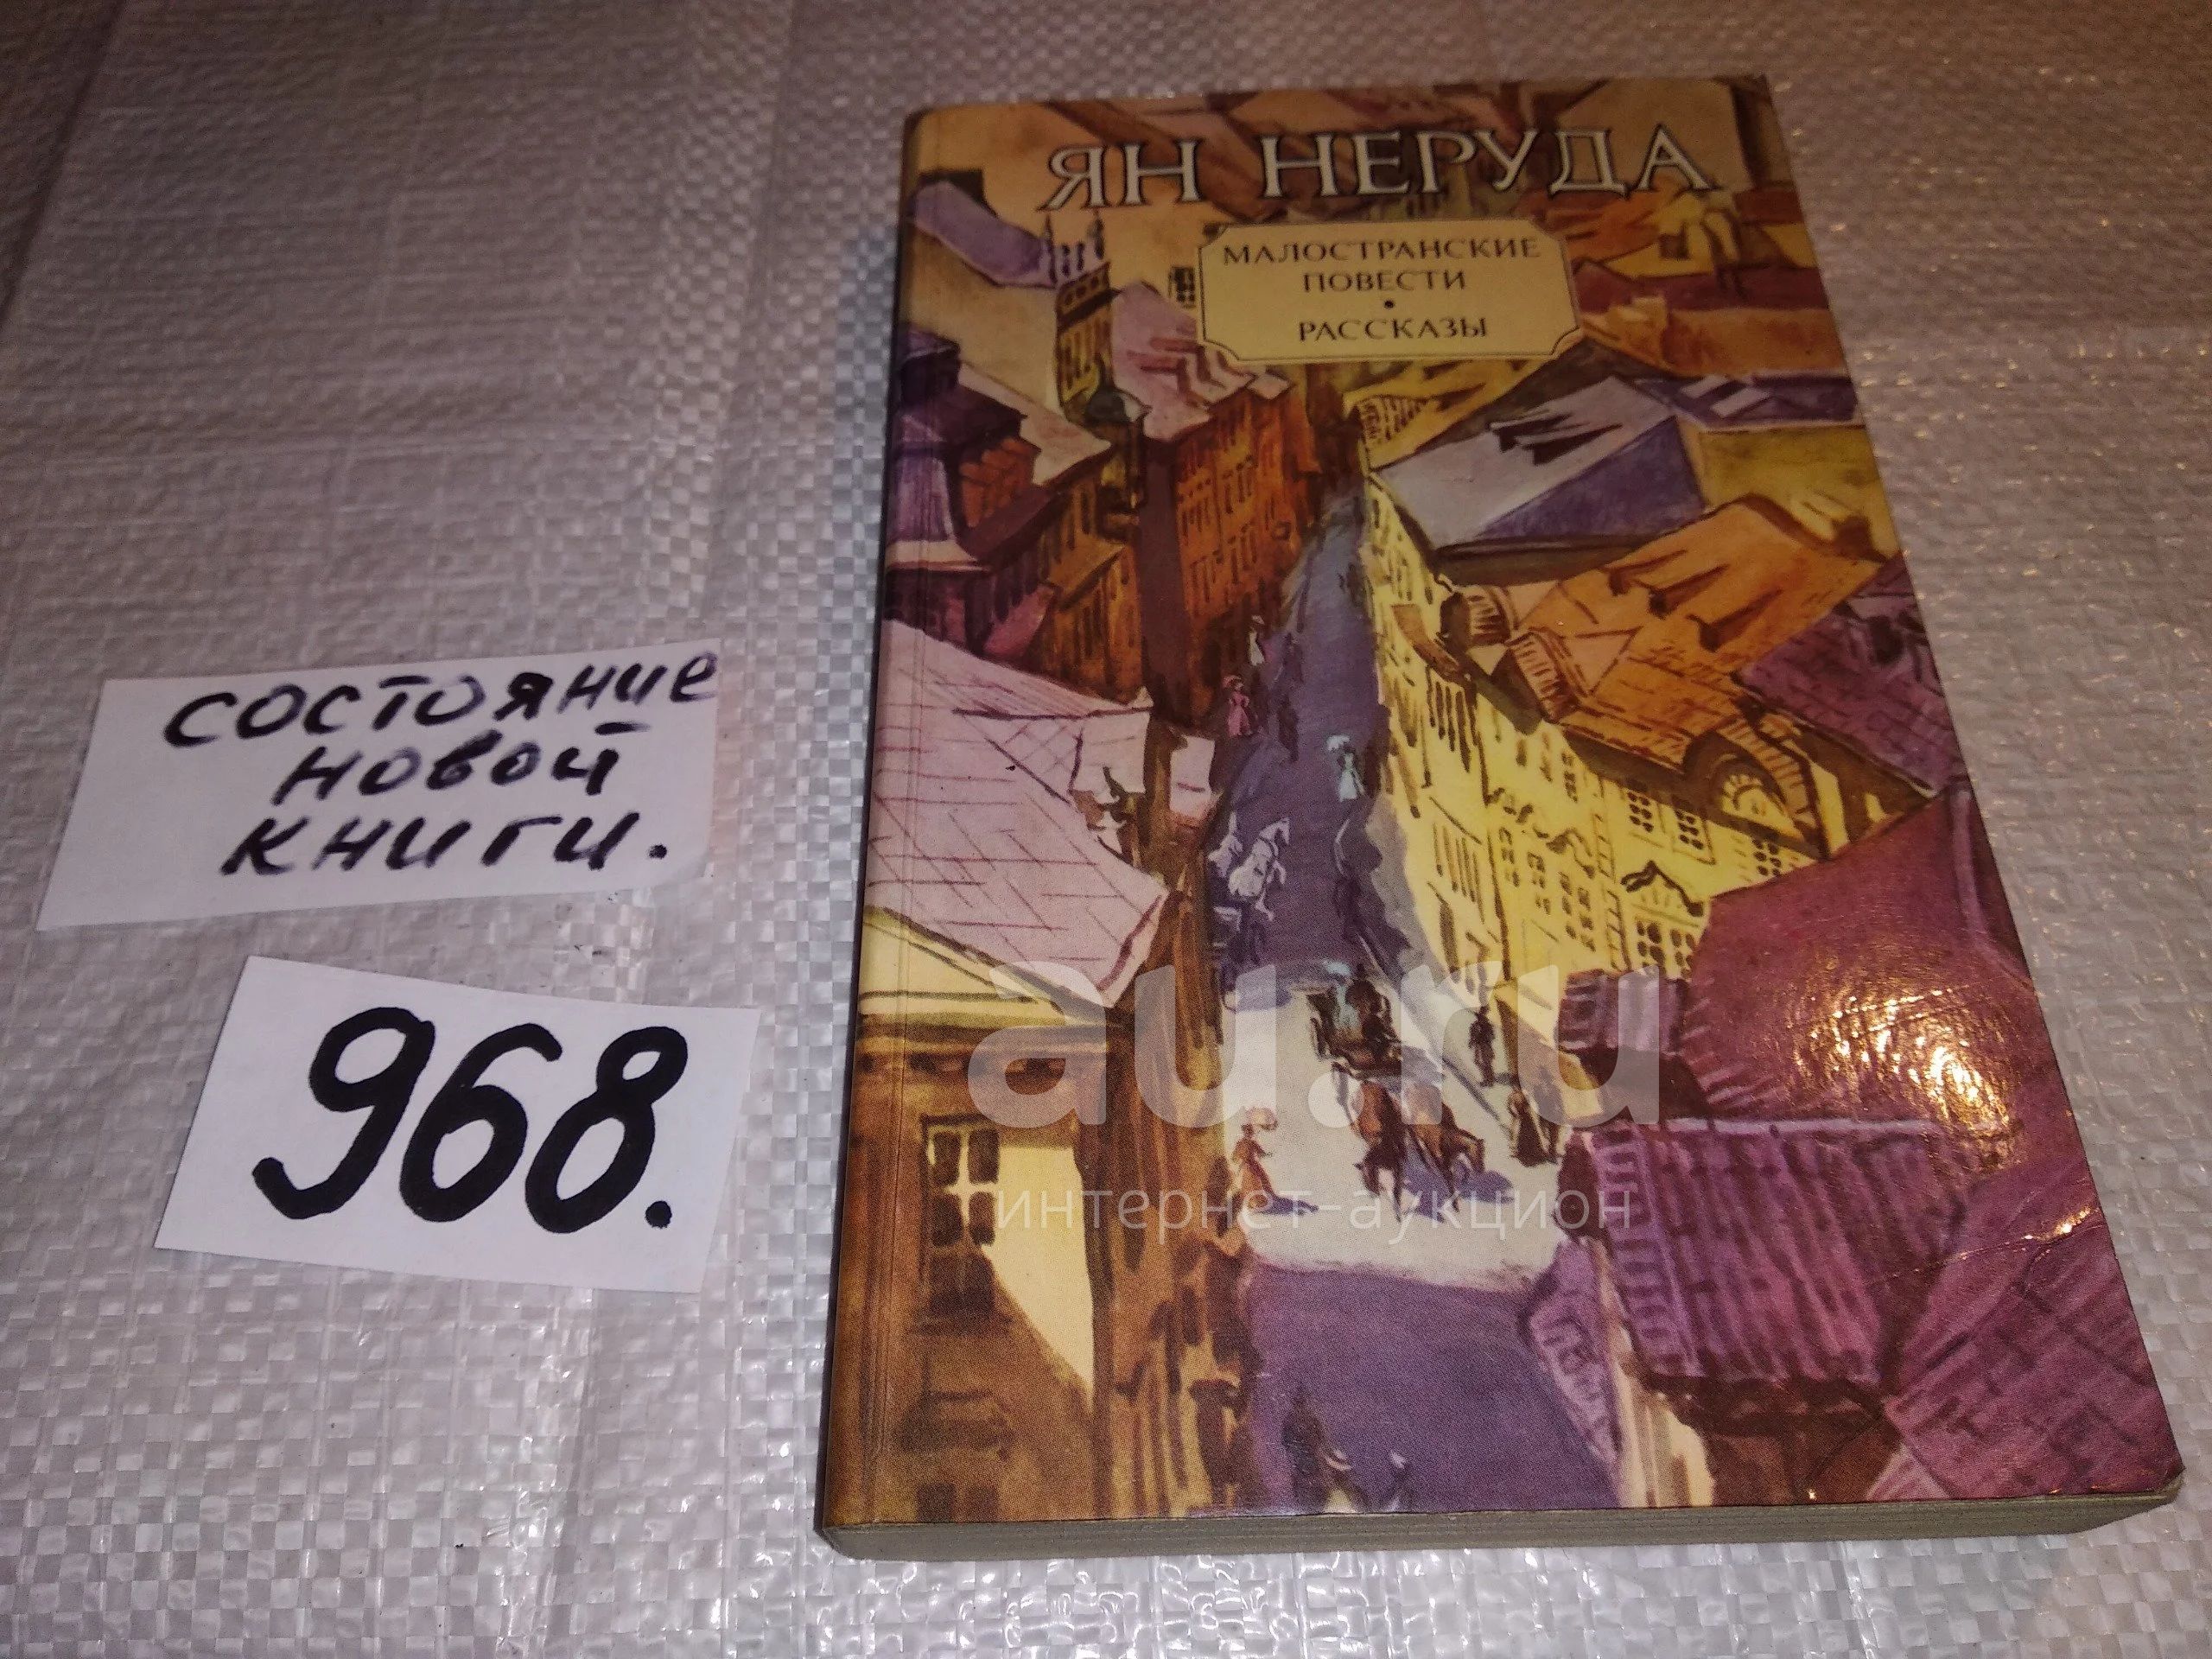 ЯН НЕРУДА
МАЛОСТРАНСКИЕ
ПОВЕСТИ
•
РАССКАЗЫ
состояние
новой
книги.
968.
au.ru
интернет-аукцион